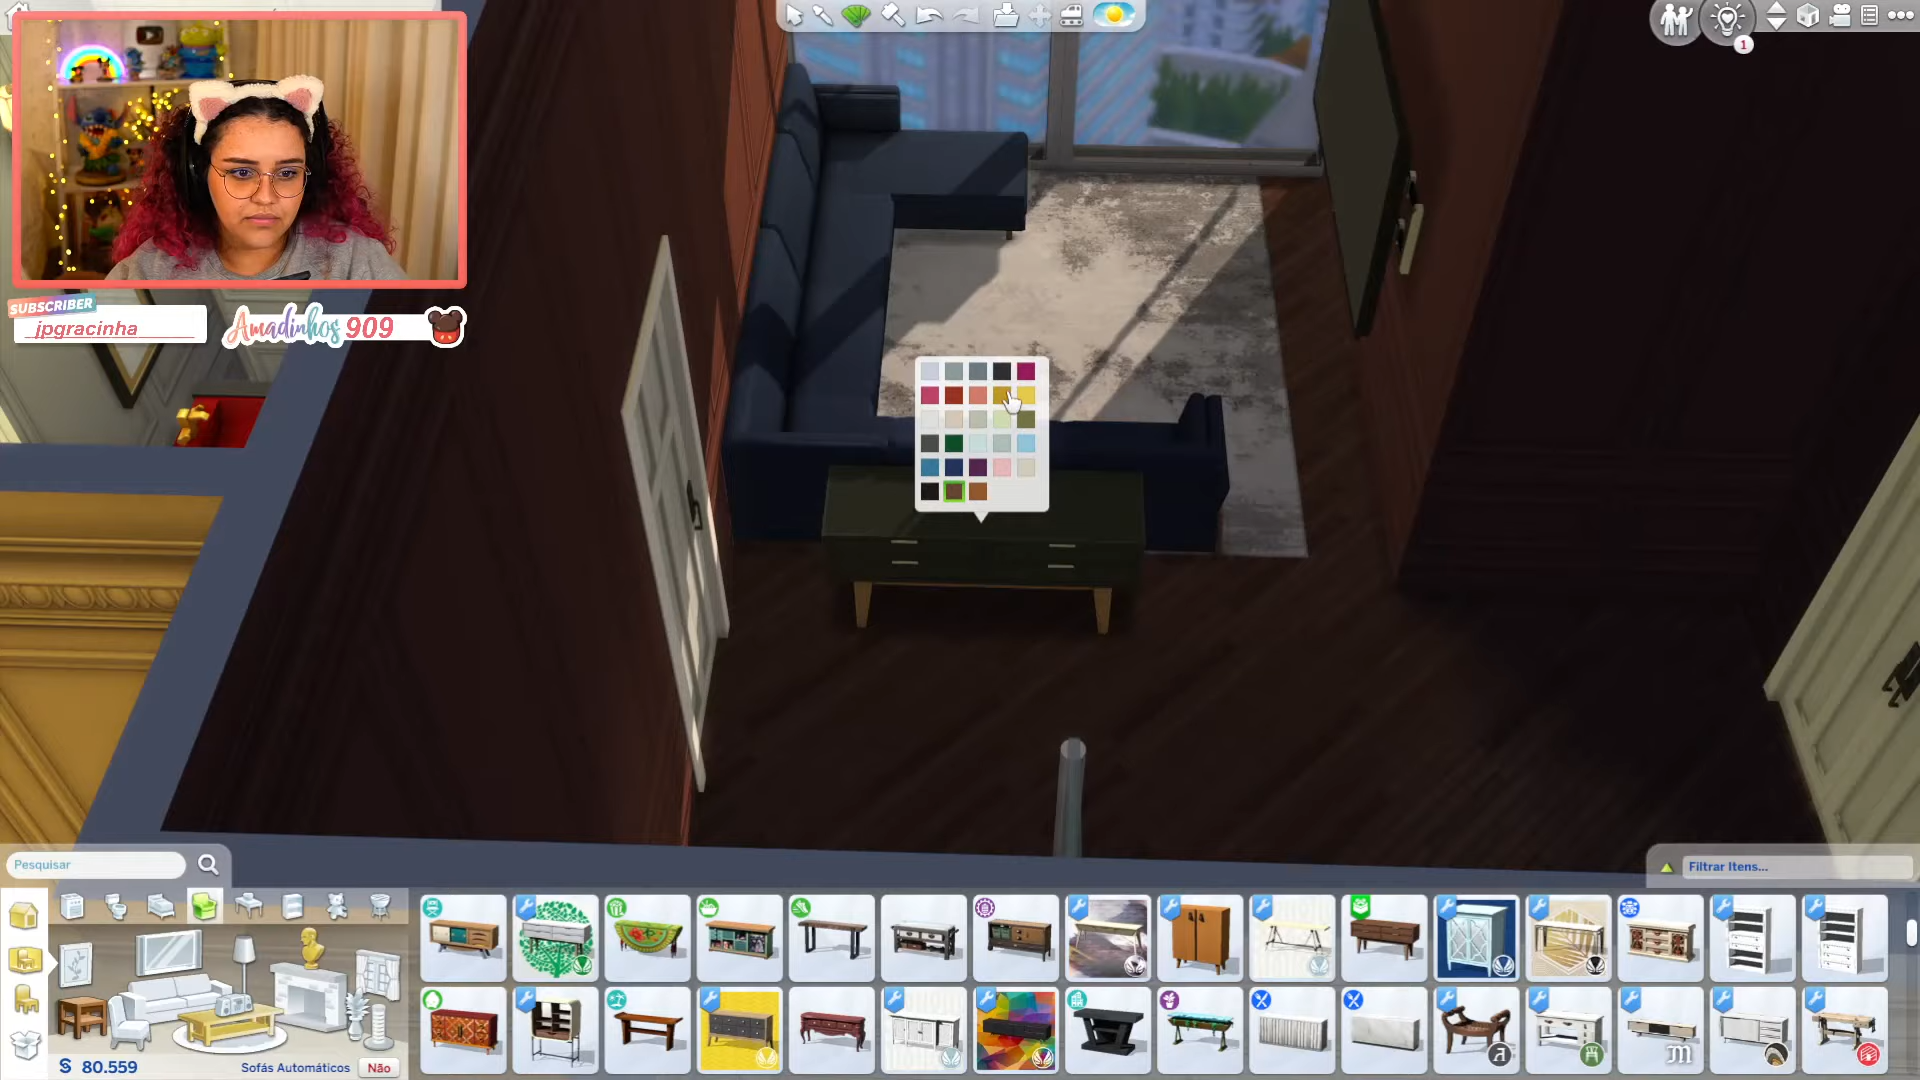 1
SUBSCRIBER
jpgracinha
Amadinhos 909
Pesquisar
Filtrar Itens...
80.559
Sofás Automáticos Não